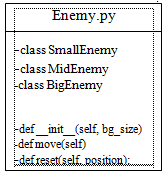 Enemy.py
-class SmallEnemy
-class MidEnemy
-class BigEnemy
-def __init__(self, bg_size)
-def move(self)
-def reset(self, position):